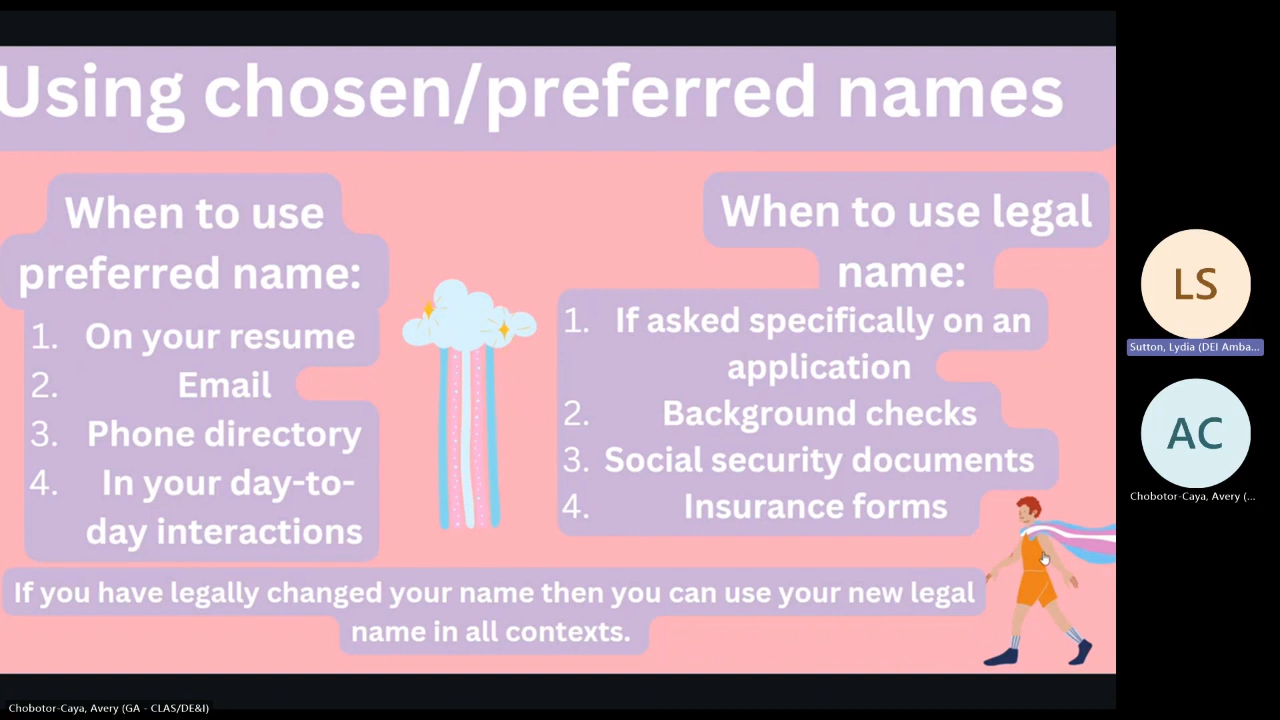 Using chosen/preferred names
When to use
preferred name:
1. On your resume
2. Email
3. Phone directory
4. In your day-to-
day interactions
When to use legal
name:
1. If asked specifically on an
application
2. Background checks
3. Social security documents
4. Insurance forms
If you have legally changed your name then you can use your new legal
name in all contexts.
LS
Sutton, Lydia (DEI Amba...
AC
Chobotor-Caya, Avery (...
Chobotor-Caya, Avery (GA - CLAS/DE&I)